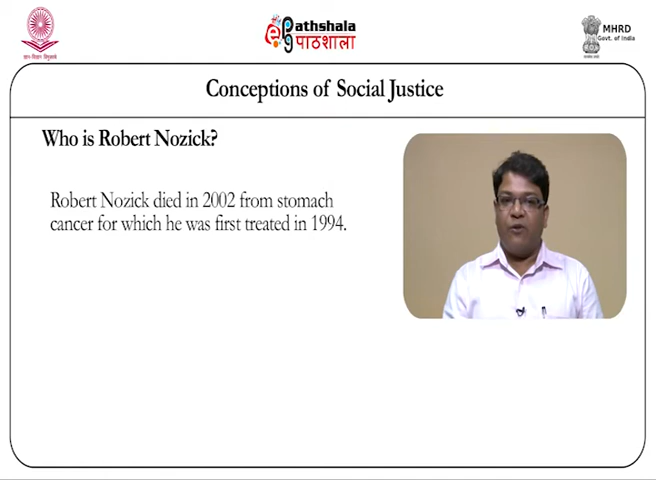 Pathshala
पाठशाला
MHRD
Govt. of India
Conceptions of Social Justice
Who is Robert Nozick?
Robert Nozick died in 2002 from stomach
cancer for which he was first treated in 1994.